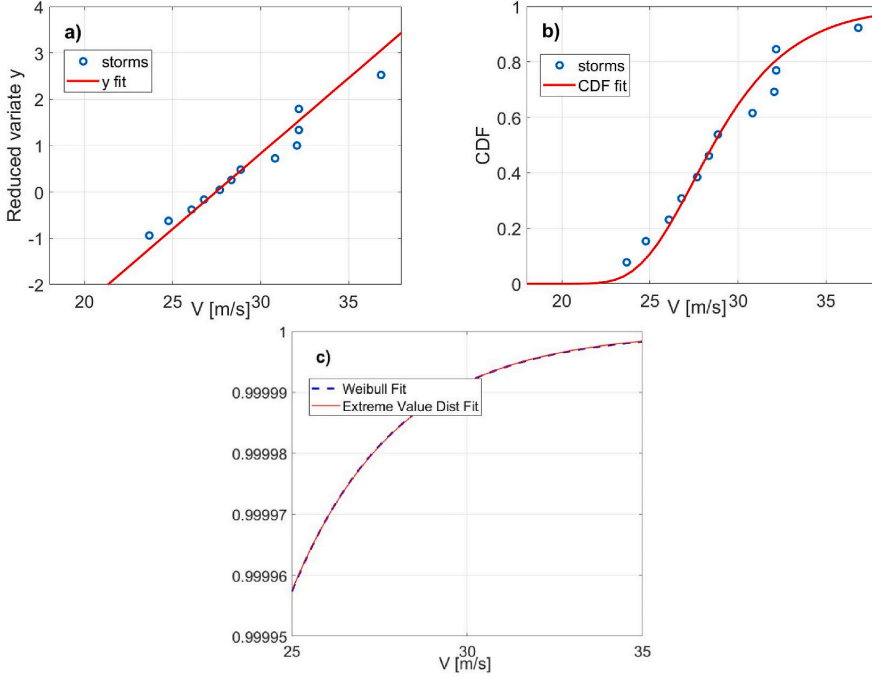 a)
storms
y fit
Reduced variate y
4
3
2
1
0
-1
-2
20
25
30
35
V [m/s]
b)
storms
CDF fit
CDF
1
0.8
0.6
0.4
0.2
0
20
25
30
35
V [m/s]
c)
Weibull Fit
Extreme Value Dist Fit
1
0.99999
0.99998
0.99997
0.99996
0.99995
25
30
35
V [m/s]